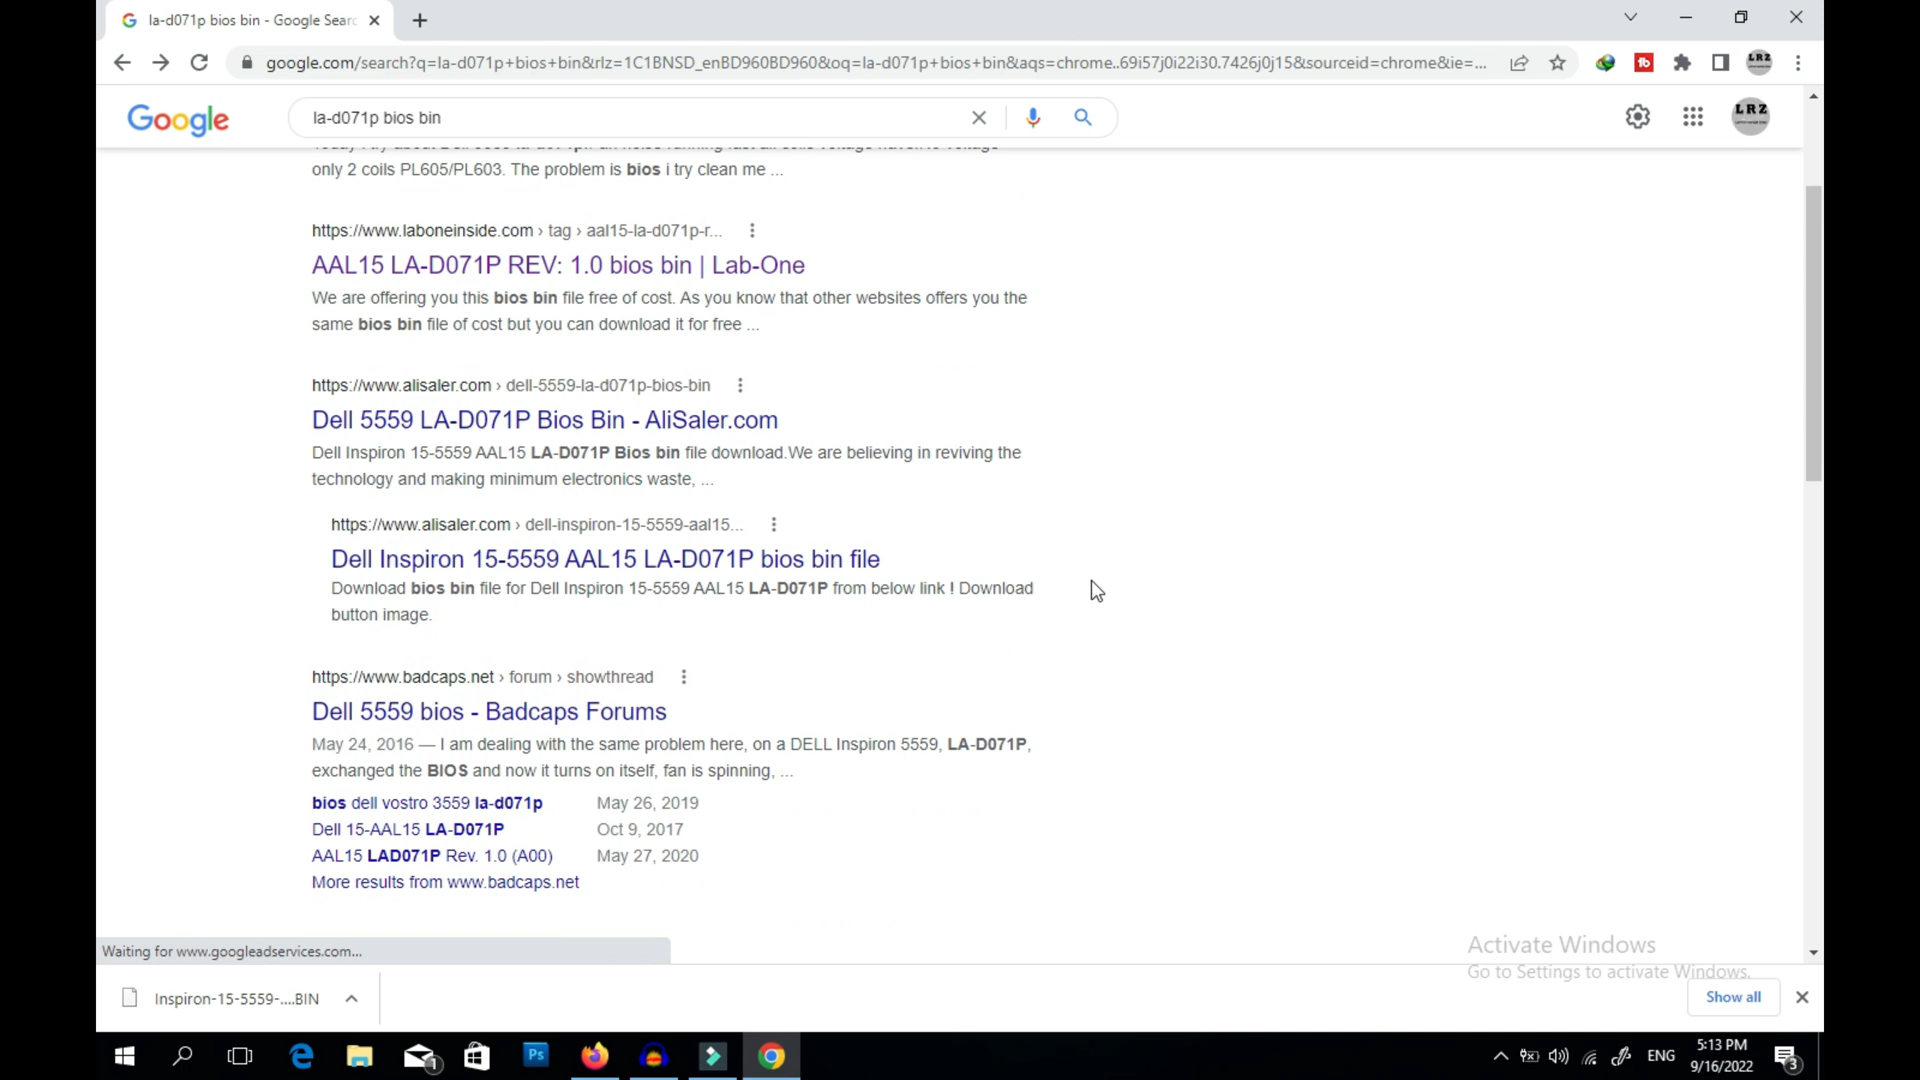 la-d071p bios bin - Google Searc
google.com/search?q=la-d071p+bios+bin&rlz=1C1BNSD_enBD960BD960&oq=la-d071p+bios+bin&aqs=chrome..69i57j0i22i30.7426j0j15&sourceid=chrome&ie=...
LRZ
Google
la-d071p bios bin
LRZ
only 2 coils PL605/PL603. The problem is bios i try clean me ...
https://www.laboneinside.com › tag › aal15-la-d071p-r...
AAL15 LA-D071P REV: 1.0 bios bin | Lab-One
We are offering you this bios bin file free of cost. As you know that other websites offers you the
same bios bin file of cost but you can download it for free ...
https://www.alisaler.com › dell-5559-la-d071p-bios-bin
Dell 5559 LA-D071P Bios Bin - AliSaler.com
Dell Inspiron 15-5559 AAL15 LA-D071P Bios bin file download.We are believing in reviving the
technology and making minimum electronics waste, ...
https://www.alisaler.com › dell-inspiron-15-5559-aal15...
Dell Inspiron 15-5559 AAL15 LA-D071P bios bin file
Download bios bin file for Dell Inspiron 15-5559 AAL15 LA-D071P from below link ! Download
button image.
https://www.badcaps.net › forum › showthread
Dell 5559 bios - Badcaps Forums
May 24, 2016 — I am dealing with the same problem here, on a DELL Inspiron 5559, LA-D071P,
exchanged the BIOS and now it turns on itself, fan is spinning, ...
bios dell vostro 3559 la-d071p May 26, 2019
Dell 15-AAL15 LA-D071P Oct 9, 2017
AAL15 LAD071P Rev. 1.0 (A00) May 27, 2020
More results from www.badcaps.net
Waiting for www.googleadservices.com...
Activate Windows
Go to Settings to activate Windows.
Inspiron-15-5559-....BIN
Show all
1
Ps
ENG
5:13 PM
9/16/2022
3